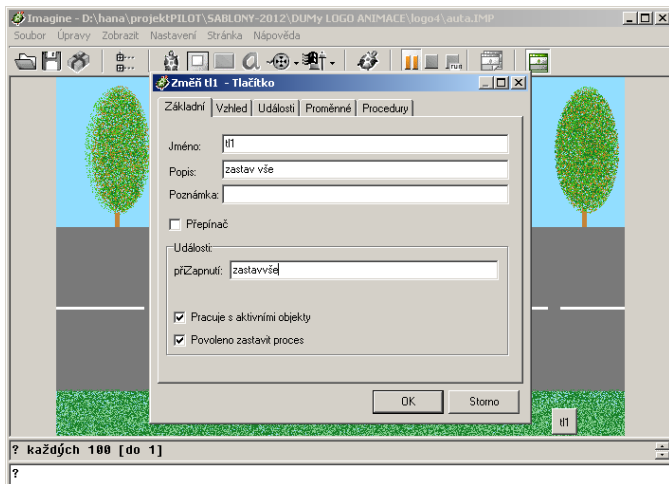 Imagine - D:\hana\projektPILOT\SABLONY-2012\DUMy LOGO ANIMACE\logo4\auta.IMP
Soubor Úpravy Zobrazit Nastavení Stránka Nápověda
Změň tl1 - Tlačítko
Základní Vzhled Události Proměnné Procedury
Jméno: tl1
Popis: zastav vše
Poznámka:
Přepínač
Události:
přiZapnutí: zastavvše
Pracuje s aktivními objekty
Povoleno zastavit proces
OK Storno
tl1
? každých 100 [do 1]
?